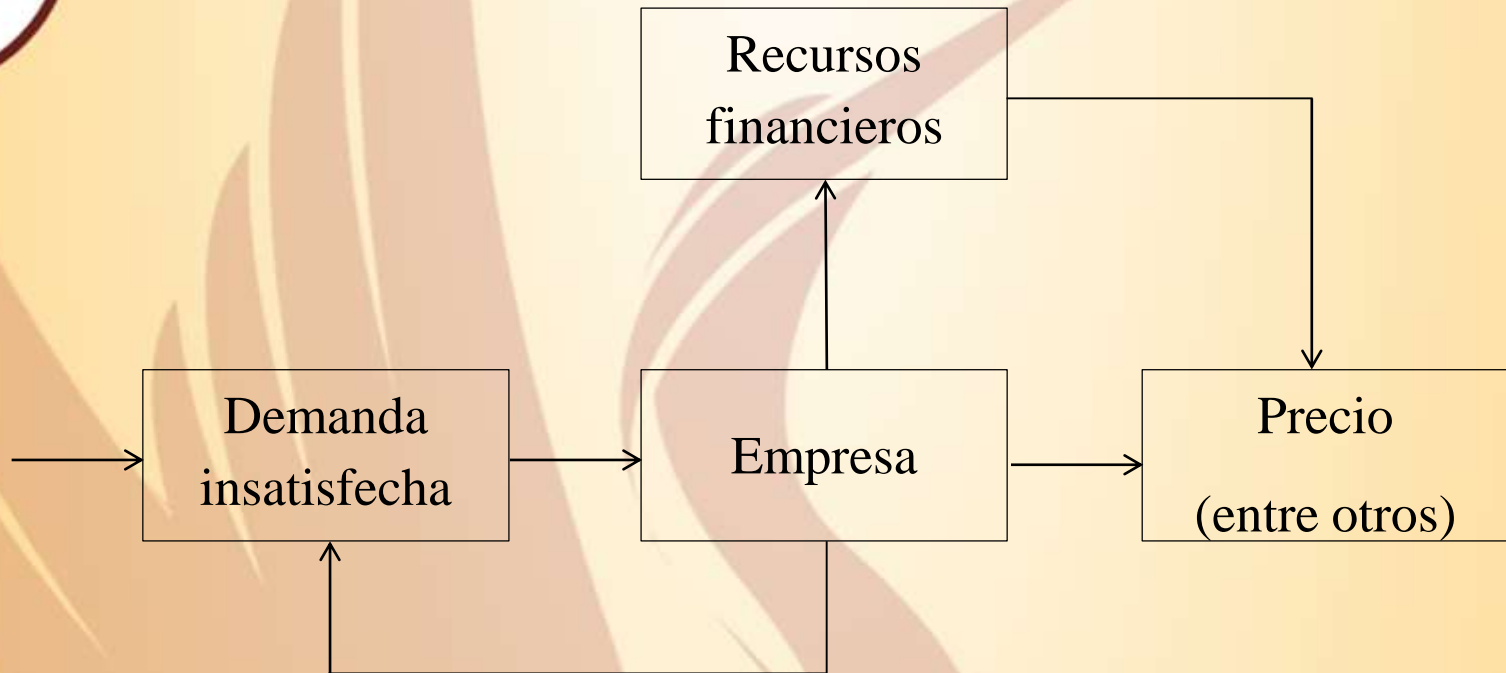 Recursos
financieros
Demanda
insatisfecha
Empresa
Precio
(entre otros)